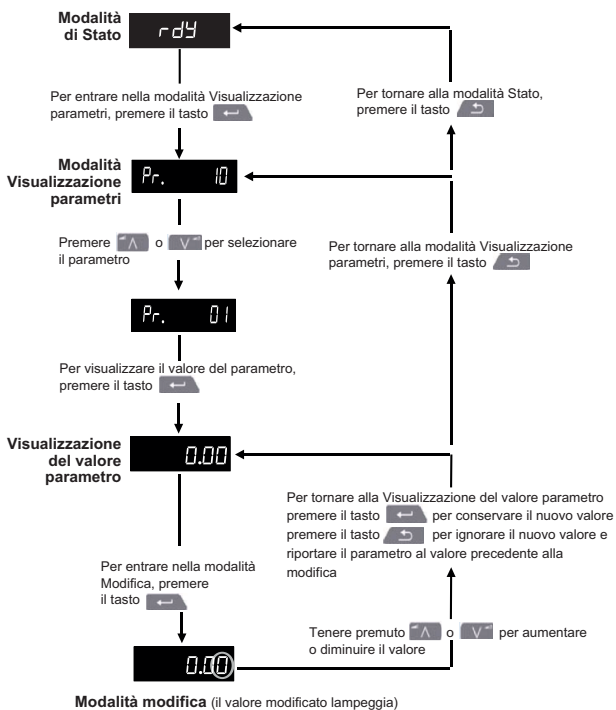 Modalità
di Stato
rdY
Per entrare nella modalità Visualizzazione
parametri, premere il tasto
Per tornare alla modalità Stato,
premere il tasto
Modalità
Visualizzazione
parametri
Pr. 10
Premere o per selezionare
il parametro
Per tornare alla modalità Visualizzazione
parametri, premere il tasto
Pr. 01
Per visualizzare il valore del parametro,
premere il tasto
Visualizzazione
del valore
parametro
0.00
Per tornare alla Visualizzazione del valore parametro
premere il tasto per conservare il nuovo valore
premere il tasto per ignorare il nuovo valore e
riportare il parametro al valore precedente alla
modifica
Per entrare nella modalità
Modifica, premere
il tasto
Tenere premuto o per aumentare
o diminuire il valore
0.00
Modalità modifica (il valore modificato lampeggia)